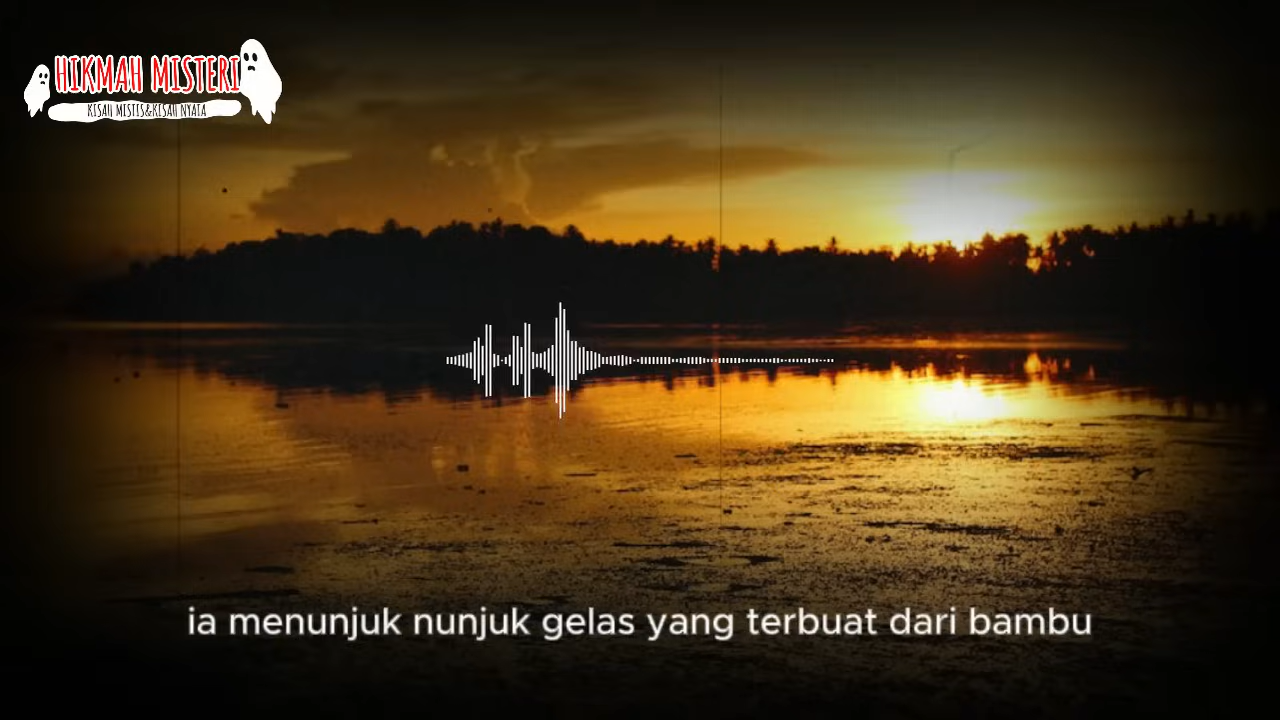 HIKMAH MISTERI
KISAH MISTIS&KISAH NYATA
ia menunjuk nunjuk gelas yang terbuat dari bambu